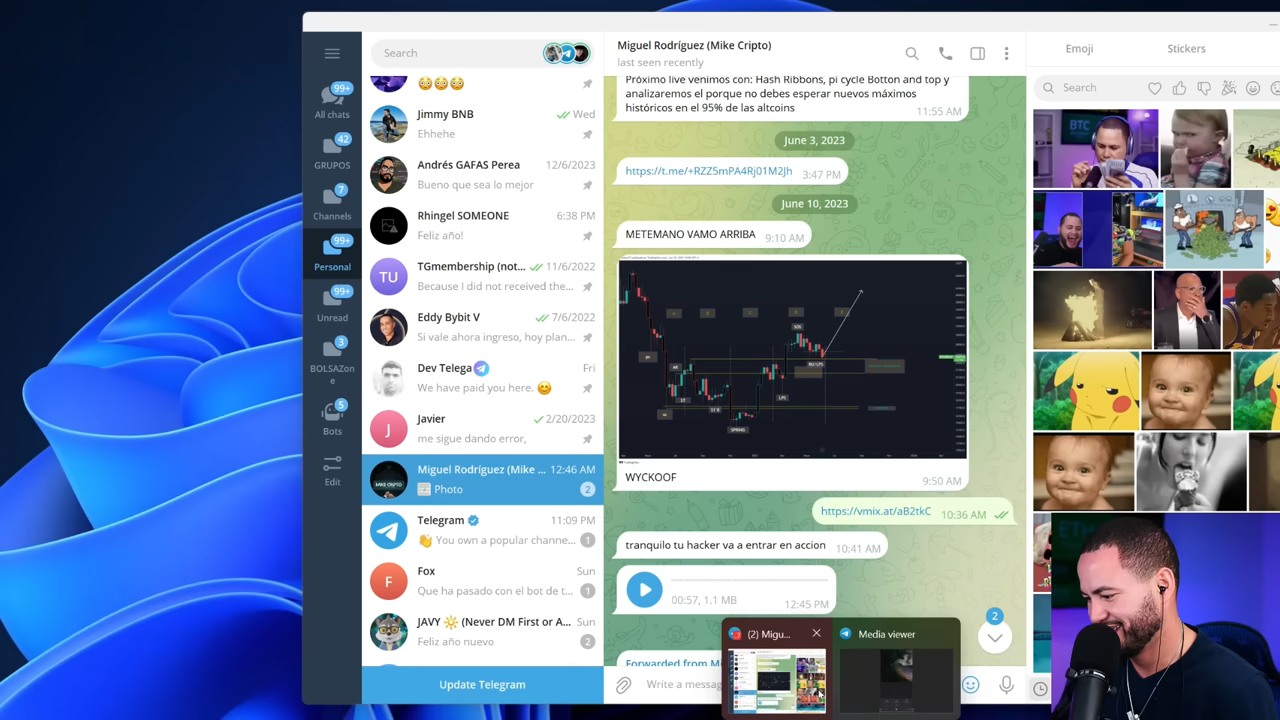 Search
99+
All chats
42
GRUPOS
7
Channels
99+
Personal
99+
Unread
3
BOLSAZon
e
5
Bots
Edit
😳😳😳
Jimmy BNB
Wed
Ehhehe
Andrés GAFAS Perea
12/6/2023
Bueno que sea lo mejor
Rhingel SOMEONE
6:38 PM
Feliz año!
TU
TGmembership (not...
11/6/2022
Because I did not received the...
Eddy Bybit V
7/6/2022
Si vale ahora ingreso, hoy plan...
Dev Telega
Fri
We have paid you here. 😊
J
Javier
2/20/2023
me sigue dando error,
MIKE CRIPTO
Miguel Rodríguez (Mike ...
12:46 AM
Photo
2
Telegram
11:09 PM
👋 You own a popular channe...
1
F
Fox
Sun
Que ha pasado con el bot de t...
1
JAVY 🔆 (Never DM First or A...
Sun
Feliz año nuevo
2
Update Telegram
Miguel Rodríguez (Mike Cripto)
last seen recently
Próximo live venimos con: Hash Ribbons, pi cycle Botton and top y
analizaremos el porque no debes esperar nuevos máximos
históricos en el 95% de las altcoins
11:55 AM
June 3, 2023
https://t.me/+RZZ5mPA4Rj01M2Jh
3:47 PM
June 10, 2023
METEMANO VAMO ARRIBA
9:10 AM
SOS
AR
ST
ST B
LPS
SPRING
WYCKOOF
9:50 AM
https://vmix.at/aB2tkC
10:36 AM
tranquilo tu hacker va a entrar en accion
10:41 AM
00:57, 1.1 MB
12:45 PM
2
Write a messag
(2) Migu...
Media viewer
Emoji
Stickers
Search
BTC